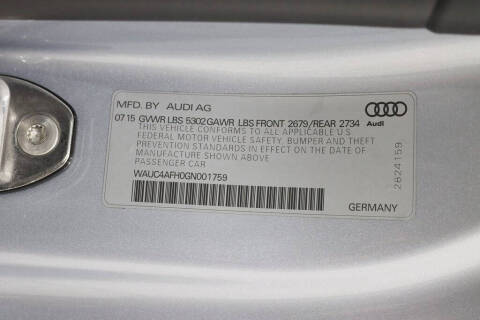 MFD. BY AUDI AG
07 15 GVWR LBS 5302 GAWR LBS FRONT 2679/REAR 2734
THIS VEHICLE CONFORMS TO ALL APPLICABLE U.S
FEDERAL MOTOR VEHICLE SAFETY, BUMPER AND THEFT
PREVENTION STANDARDS IN EFFECT ON THE DATE
OF MANUFACTURE SHOWN ABOVE
PASSENGER CAR
WAUC4AFH0GN001759
Audi
2824159
GERMANY